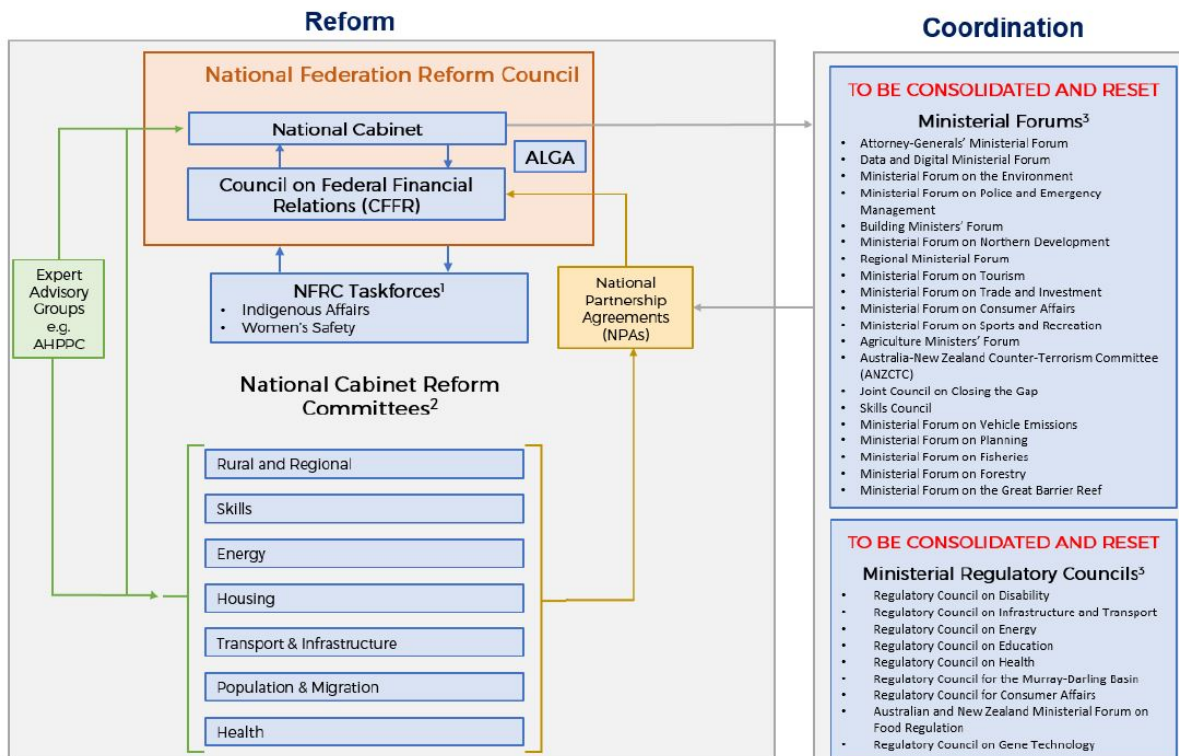 Reform
National Federation Reform Council
National Cabinet
ALGA
Council on Federal Financial
Relations (CFFR)
Expert
Advisory
Groups
e.g.
AHPPC
NFRC Taskforces¹
• Indigenous Affairs
• Women's Safety
National
Partnership
Agreements
(NPAs)
National Cabinet Reform
Committees²
Rural and Regional
Skills
Energy
Housing
Transport & Infrastructure
Population & Migration
Health
Coordination
TO BE CONSOLIDATED AND RESET
Ministerial Forums³
• Attorney-Generals' Ministerial Forum
• Data and Digital Ministerial Forum
• Ministerial Forum on the Environment
• Ministerial Forum on Police and Emergency
Management
• Building Ministers' Forum
• Ministerial Forum on Northern Development
• Regional Ministerial Forum
• Ministerial Forum on Tourism
• Ministerial Forum on Trade and Investment
• Ministerial Forum on Consumer Affairs
• Ministerial Forum on Sports and Recreation
• Agriculture Ministers' Forum
• Australia-New Zealand Counter-Terrorism Committee
(ANZCTC)
• Joint Council on Closing the Gap
• Skills Council
• Ministerial Forum on Vehicle Emissions
• Ministerial Forum on Planning
• Ministerial Forum on Fisheries
• Ministerial Forum on Forestry
• Ministerial Forum on the Great Barrier Reef
TO BE CONSOLIDATED AND RESET
Ministerial Regulatory Councils³
• Regulatory Council on Disability
• Regulatory Council on Infrastructure and Transport
• Regulatory Council on Energy
• Regulatory Council on Education
• Regulatory Council on Health
• Regulatory Council for the Murray-Darling Basin
• Regulatory Council for Consumer Affairs
• Australian and New Zealand Ministerial Forum on
Food Regulation
• Regulatory Council on Gene Technology